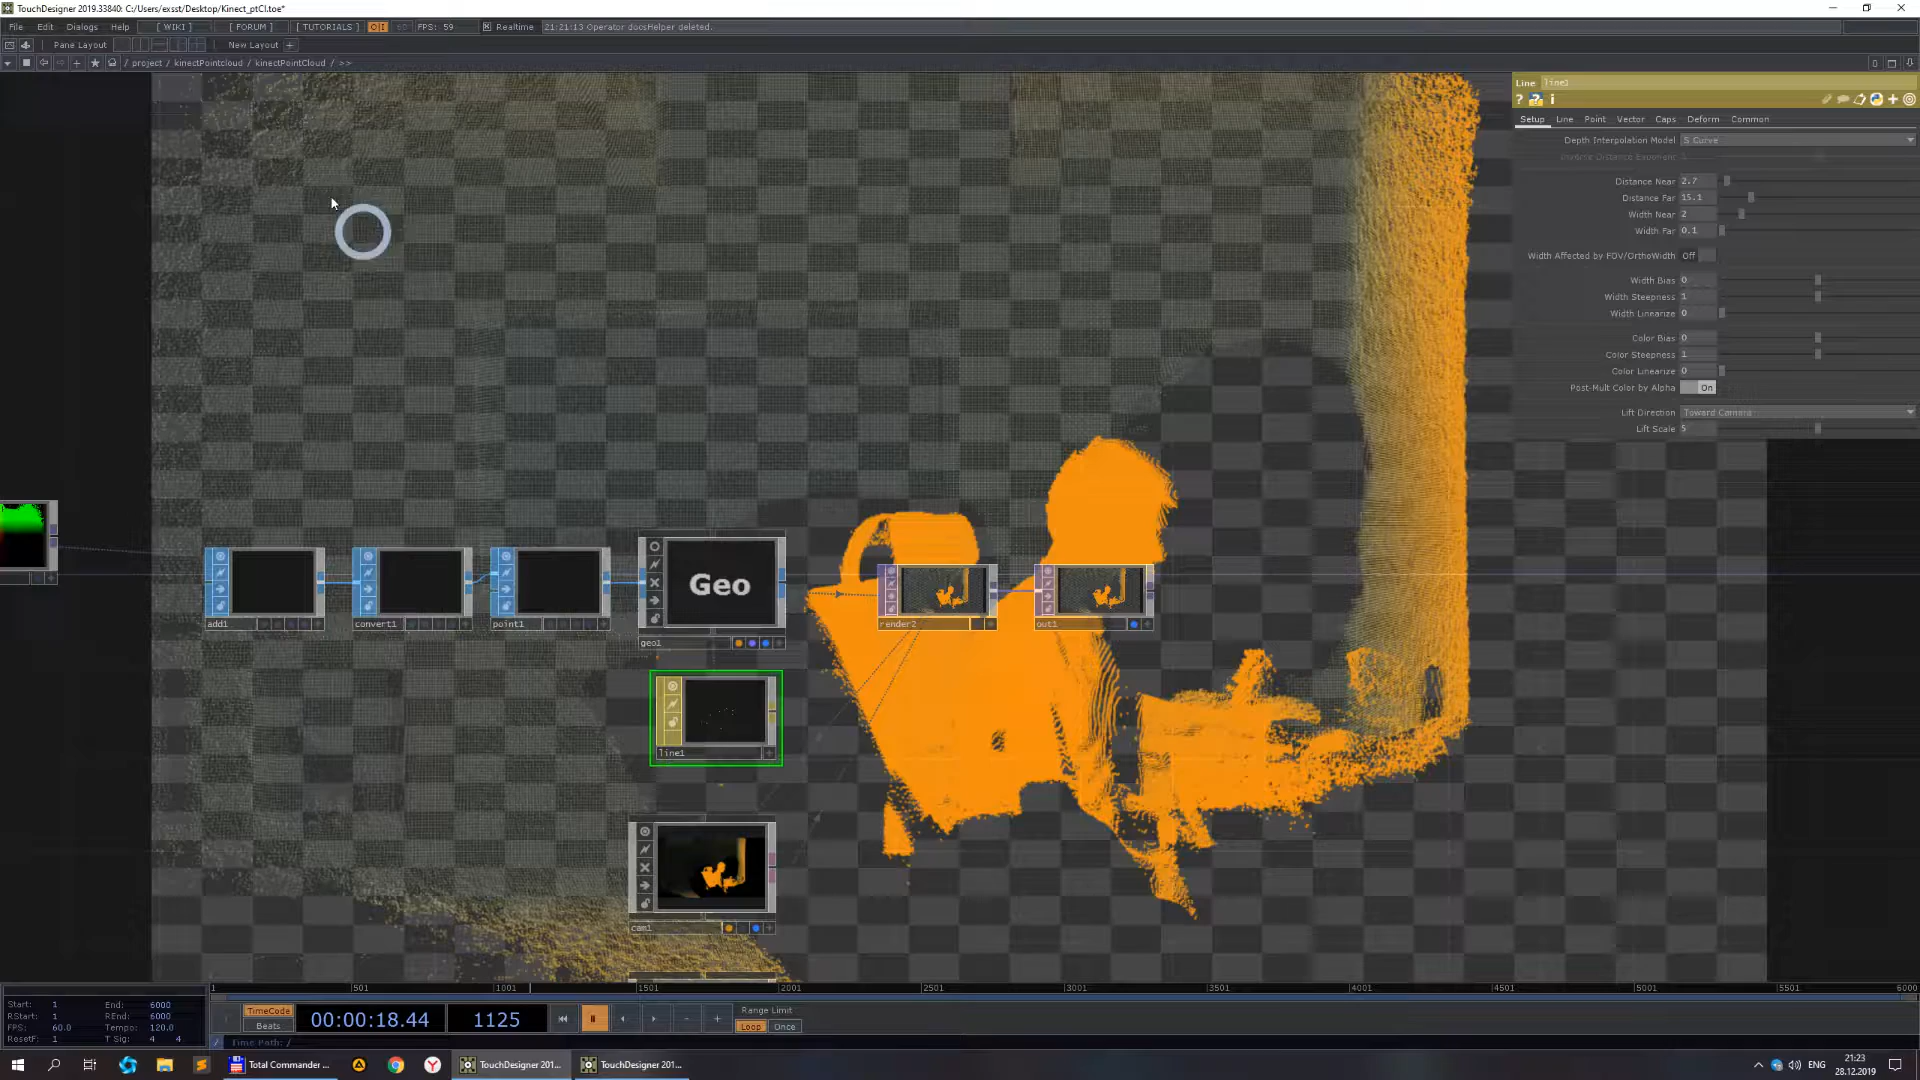 TouchDesigner 2019.33840: C:/Users/exsst/Desktop/Kinect_ptCl.toe*
File Edit Dialogs Help [ WIKI ] [ FORUM ] [ TUTORIALS ] O|I FPS: 59 Realtime 21:21:13 Operator docsHelper deleted.
Pane Layout New Layout +
/ project / kinectPointcloud / kinectPointCloud / >>
Line line1
? i
Setup Line Point Vector Caps Deform Common
Depth Interpolation Model S Curve
Inverse Distance Exponent
Distance Near 2.7
Distance Far 15.1
Width Near 2
Width Far 0.1
Width Affected by FOV/OrthoWidth Off
Width Bias 0
Width Steepness 1
Width Linearize 0
Color Bias 0
Color Steepness 1
Color Linearize 0
Post-Mult Color by Alpha On
Lift Direction Toward Camera
Lift Scale 5
Geo
add1 convert1 point1 geo1 render2 out1
line1
cam1
1 501 1001 1501 2001 2501 3001 3501 4001 4501 5001 5501 6000
Start: 1 End: 6000
RStart: 1 REnd: 6000
FPS: 60.0 Tempo: 120.0
ResetF: 1 T Sig: 4 4
TimeCode
Beats
00:00:18.44 1125
Range Limit
Loop Once
/ Time Path: /
Total Commander ... TouchDesigner 201... TouchDesigner 201...
ENG
21:23
28.12.2019